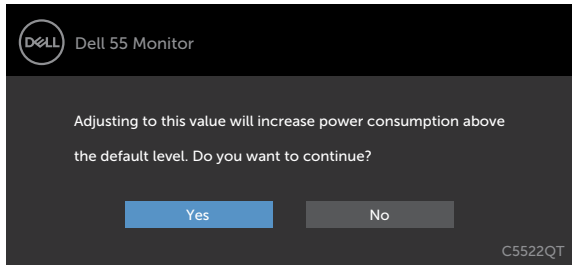 DELL Dell 55 Monitor
Adjusting to this value will increase power consumption above
the default level. Do you want to continue?
Yes No
C5522QT